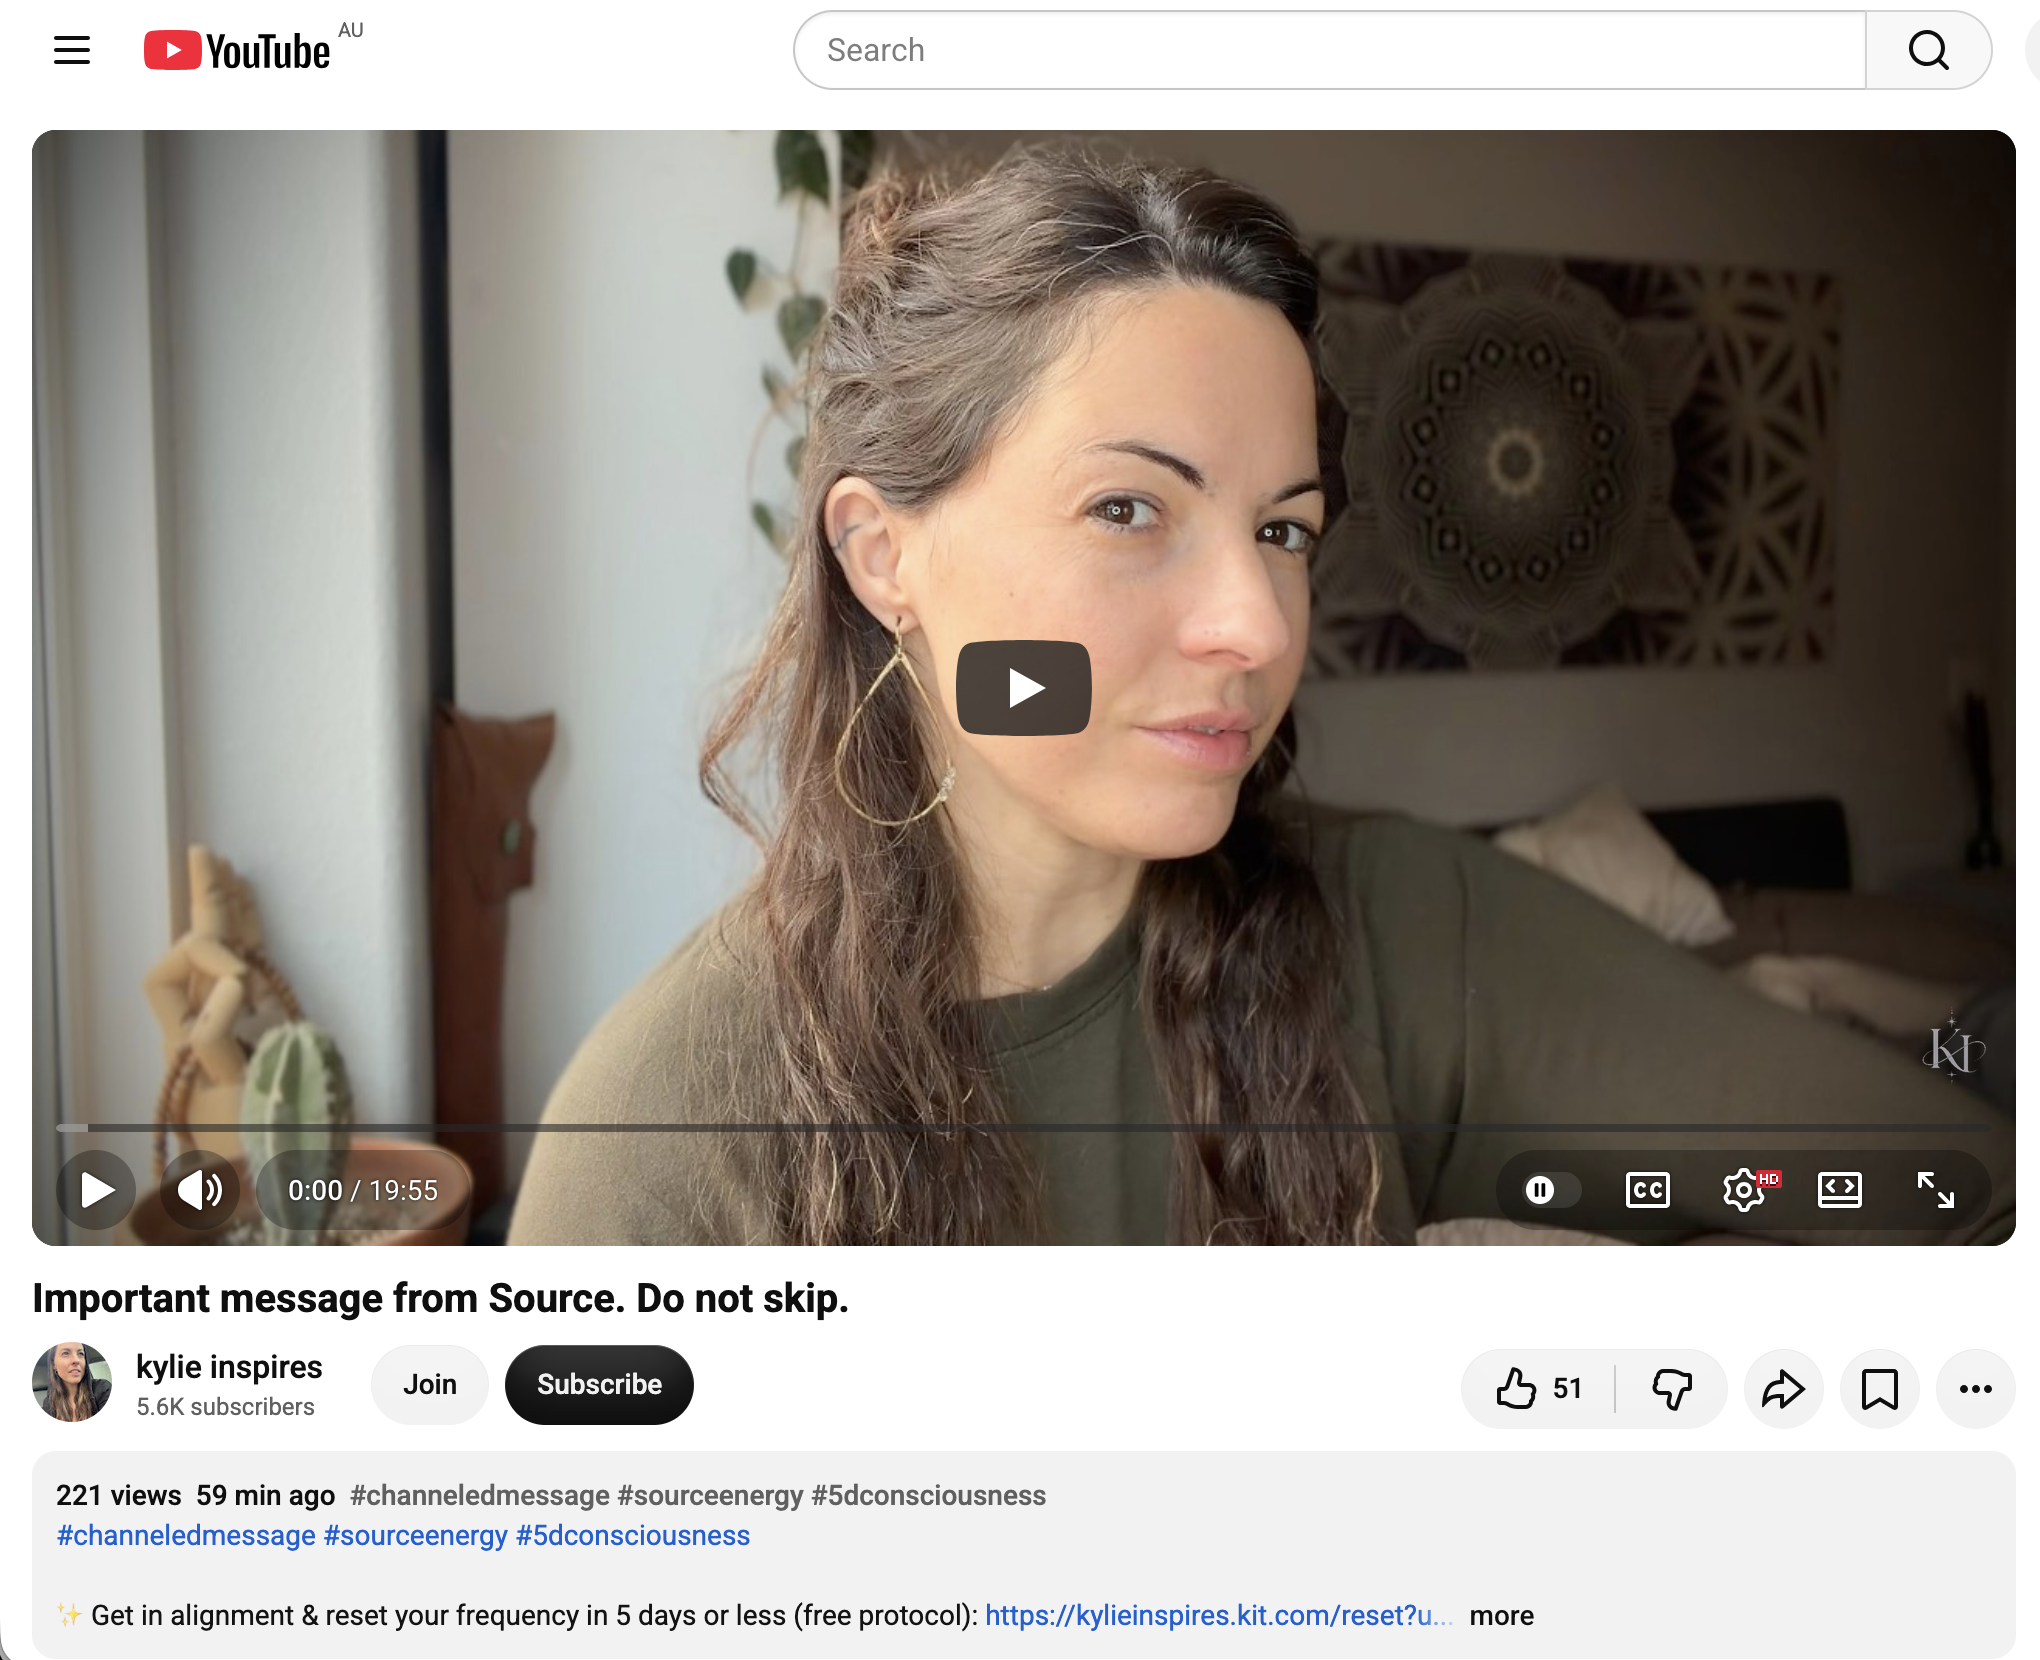 YouTube AU
Search
KI
0:00 / 19:55
CC
HD
Important message from Source. Do not skip.
kylie inspires
5.6K subscribers
Join
Subscribe
51
221 views 59 min ago #channeledmessage #sourceenergy #5dconsciousness
#channeledmessage #sourceenergy #5dconsciousness
✨ Get in alignment & reset your frequency in 5 days or less (free protocol): https://kylieinspires.kit.com/reset?u... more